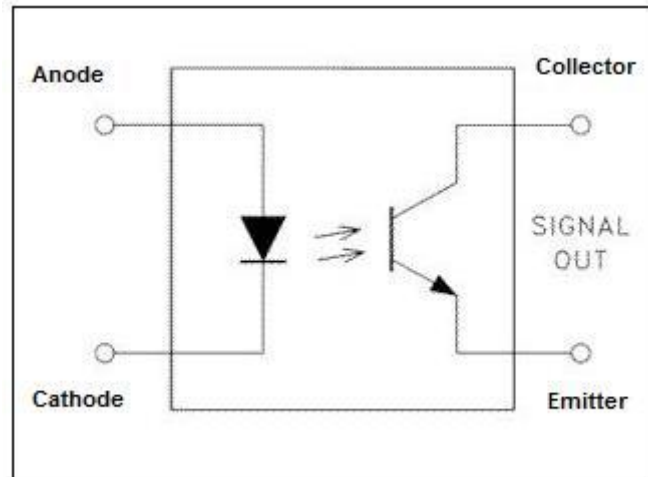 Anode
Collector
SIGNAL
OUT
Cathode
Emitter